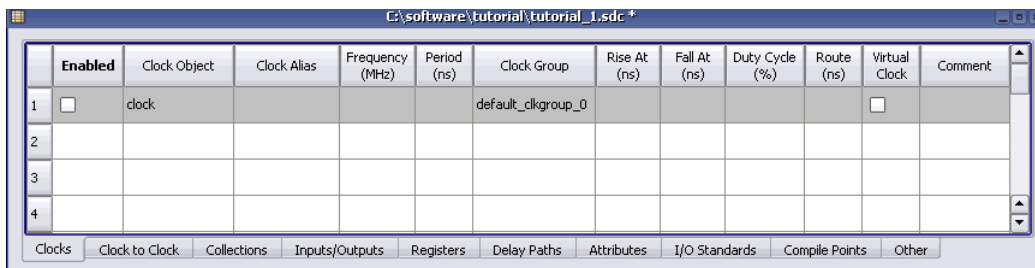 C:\software\tutorial\tutorial_1.sdc *
Enabled Clock Object Clock Alias Frequency (MHz) Period (ns) Clock Group Rise At (ns) Fall At (ns) Duty Cycle (%) Route (ns) Virtual Clock Comment
1 clock default_clkgroup_0
2
3
4
Clocks Clock to Clock Collections Inputs/Outputs Registers Delay Paths Attributes I/O Standards Compile Points Other